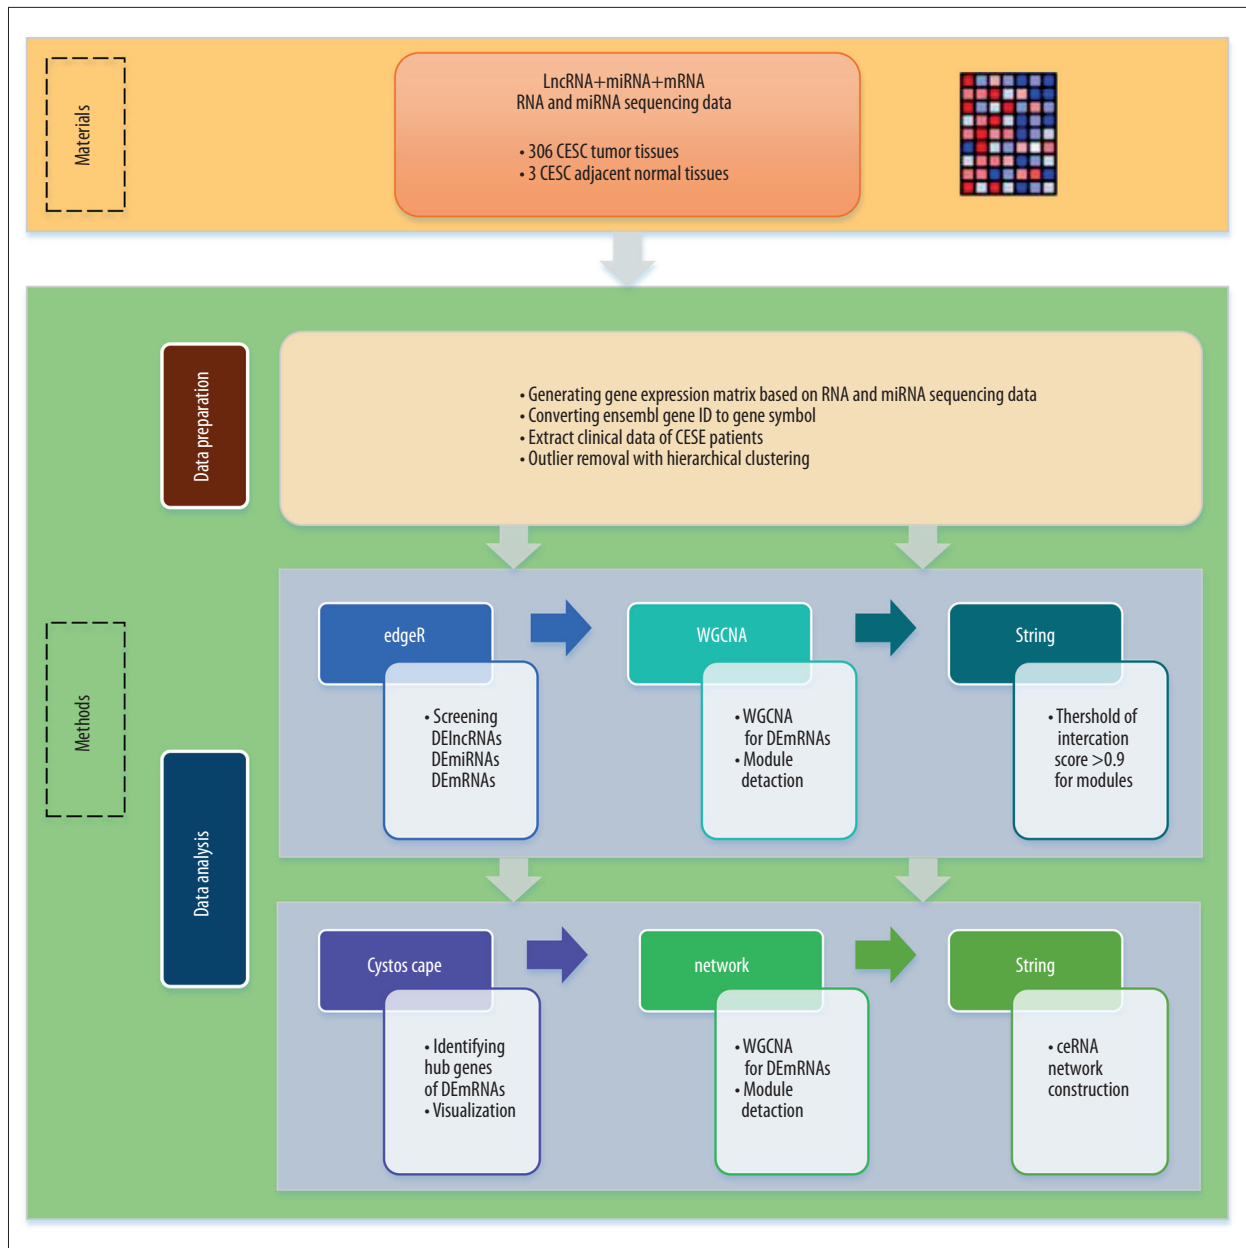 Materials
LncRNA+miRNA+mRNA
RNA and miRNA sequencing data
• 306 CESC tumor tissues
• 3 CESC adjacent normal tissues
Methods
Data preparation
• Generating gene expression matrix based on RNA and miRNA sequencing data
• Converting ensembl gene ID to gene symbol
• Extract clinical data of CESE patients
• Outlier removal with hierarchical clustering
Data analysis
edgeR
• Screening
DElncRNAs
DEmiRNAs
DEmRNAs
WGCNA
• WGCNA
for DEmRNAs
• Module
detaction
String
• Thershold of
intercation
score >0.9
for modules
Cystos cape
• Identifying
hub genes
of DEmRNAs
• Visualization
network
• WGCNA
for DEmRNAs
• Module
detaction
String
• ceRNA
network
construction